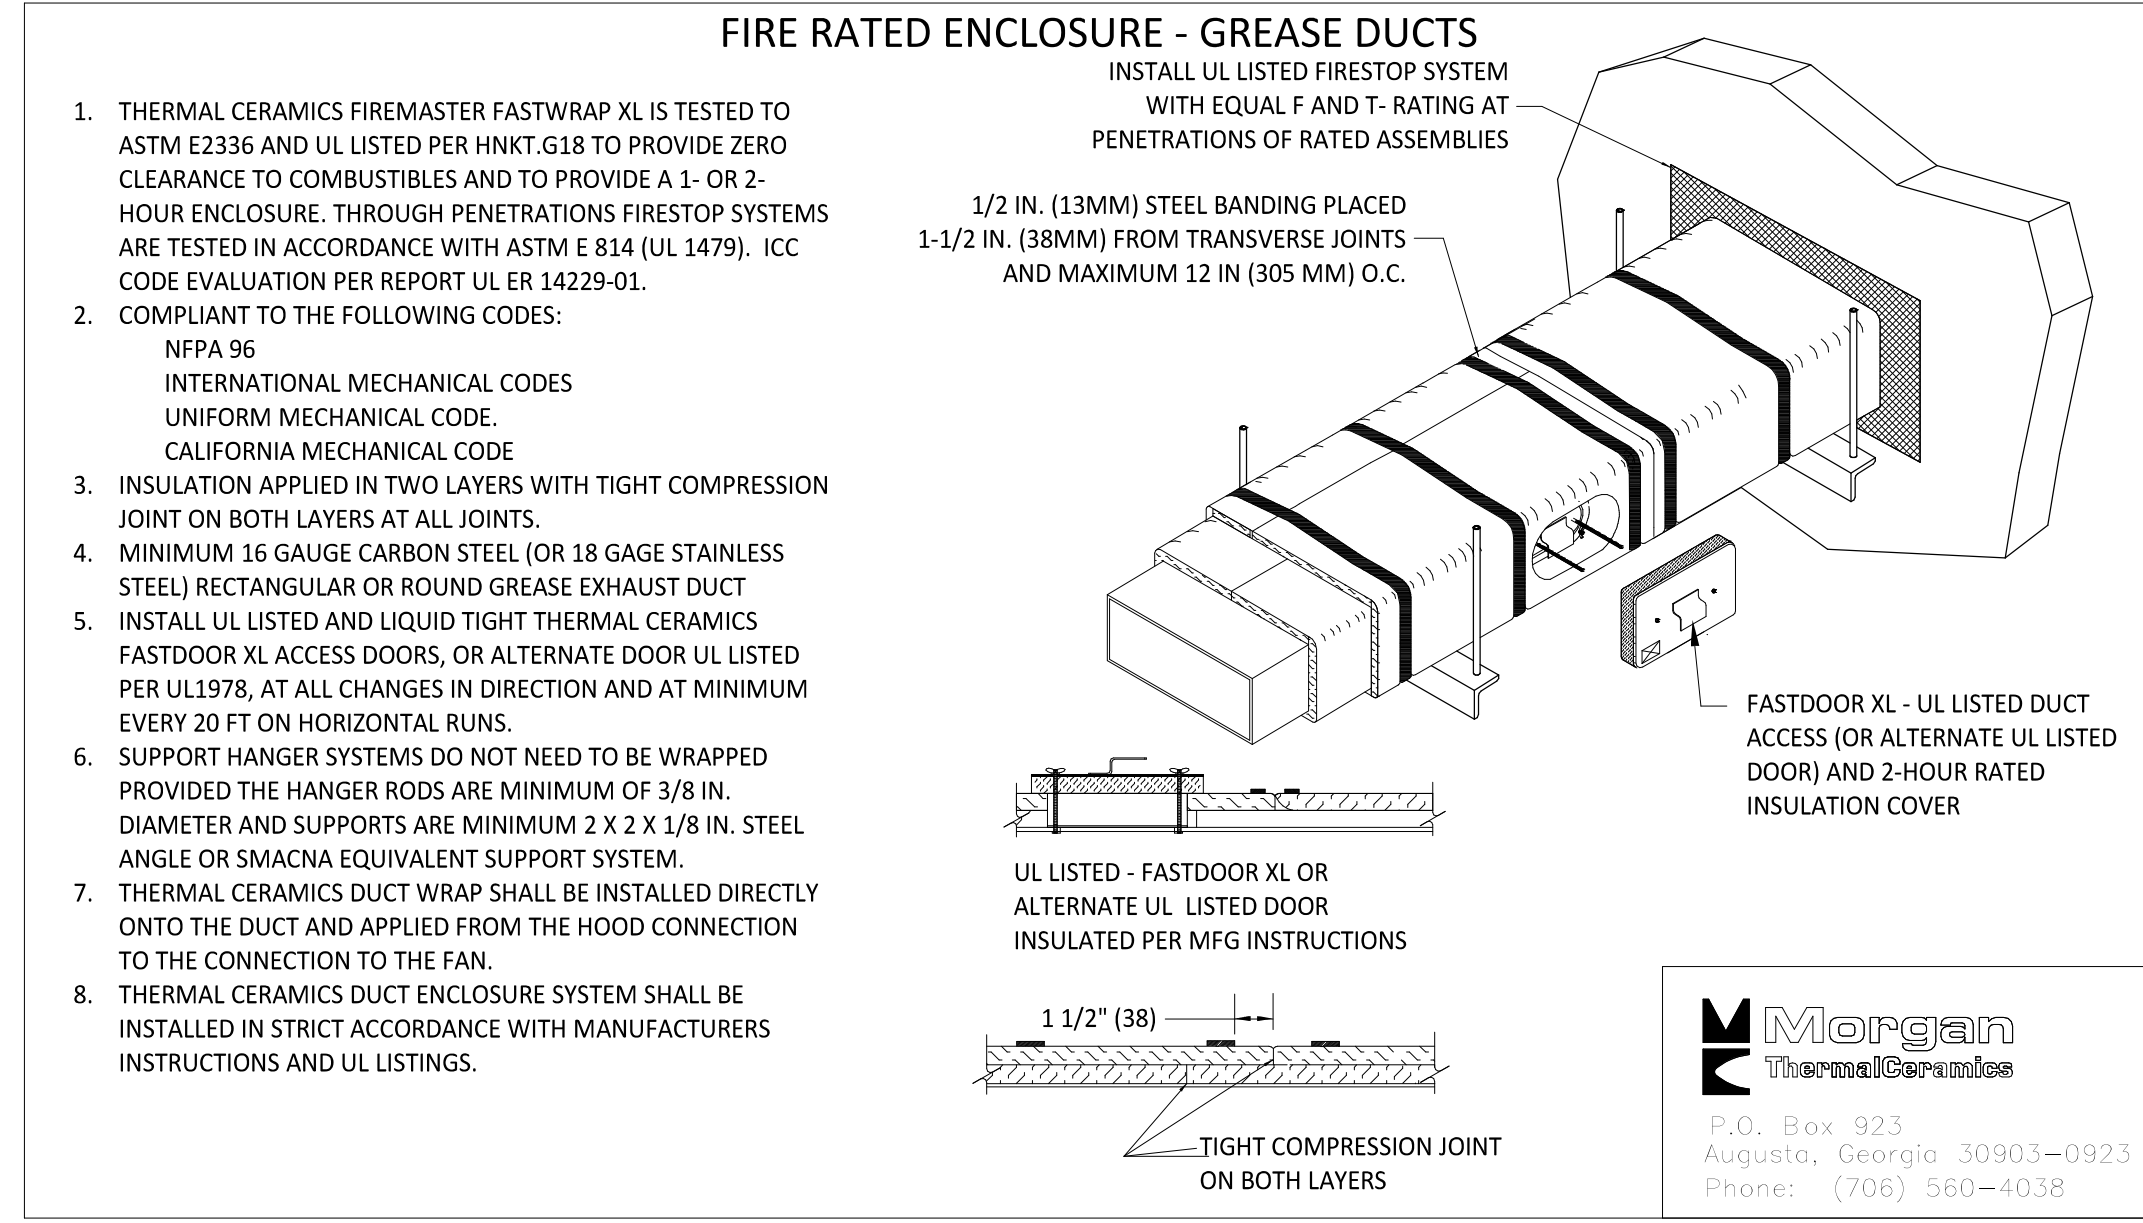 FIRE RATED ENCLOSURE - GREASE DUCTS
1. THERMAL CERAMICS FIREMASTER FASTWRAP XL IS TESTED TO
ASTM E2336 AND UL LISTED PER HNKT.G18 TO PROVIDE ZERO
CLEARANCE TO COMBUSTIBLES AND TO PROVIDE A 1- OR 2-
HOUR ENCLOSURE. THROUGH PENETRATIONS FIRESTOP SYSTEMS
ARE TESTED IN ACCORDANCE WITH ASTM E 814 (UL 1479). ICC
CODE EVALUATION PER REPORT UL ER 14229-01.
2. COMPLIANT TO THE FOLLOWING CODES:
NFPA 96
INTERNATIONAL MECHANICAL CODES
UNIFORM MECHANICAL CODE.
CALIFORNIA MECHANICAL CODE
3. INSULATION APPLIED IN TWO LAYERS WITH TIGHT COMPRESSION
JOINT ON BOTH LAYERS AT ALL JOINTS.
4. MINIMUM 16 GAUGE CARBON STEEL (OR 18 GAGE STAINLESS
STEEL) RECTANGULAR OR ROUND GREASE EXHAUST DUCT
5. INSTALL UL LISTED AND LIQUID TIGHT THERMAL CERAMICS
FASTDOOR XL ACCESS DOORS, OR ALTERNATE DOOR UL LISTED
PER UL1978, AT ALL CHANGES IN DIRECTION AND AT MINIMUM
EVERY 20 FT ON HORIZONTAL RUNS.
6. SUPPORT HANGER SYSTEMS DO NOT NEED TO BE WRAPPED
PROVIDED THE HANGER RODS ARE MINIMUM OF 3/8 IN.
DIAMETER AND SUPPORTS ARE MINIMUM 2 X 2 X 1/8 IN. STEEL
ANGLE OR SMACNA EQUIVALENT SUPPORT SYSTEM.
7. THERMAL CERAMICS DUCT WRAP SHALL BE INSTALLED DIRECTLY
ONTO THE DUCT AND APPLIED FROM THE HOOD CONNECTION
TO THE CONNECTION TO THE FAN.
8. THERMAL CERAMICS DUCT ENCLOSURE SYSTEM SHALL BE
INSTALLED IN STRICT ACCORDANCE WITH MANUFACTURERS
INSTRUCTIONS AND UL LISTINGS.
INSTALL UL LISTED FIRESTOP SYSTEM
WITH EQUAL F AND T- RATING AT
PENETRATIONS OF RATED ASSEMBLIES
1/2 IN. (13MM) STEEL BANDING PLACED
1-1/2 IN. (38MM) FROM TRANSVERSE JOINTS
AND MAXIMUM 12 IN (305 MM) O.C.
FASTDOOR XL - UL LISTED DUCT
ACCESS (OR ALTERNATE UL LISTED
DOOR) AND 2-HOUR RATED
INSULATION COVER
UL LISTED - FASTDOOR XL OR
ALTERNATE UL LISTED DOOR
INSULATED PER MFG INSTRUCTIONS
1 1/2" (38)
TIGHT COMPRESSION JOINT
ON BOTH LAYERS
Morgan
ThermalCeramics
P.O. Box 923
Augusta, Georgia 30903-0923
Phone: (706) 560-4038